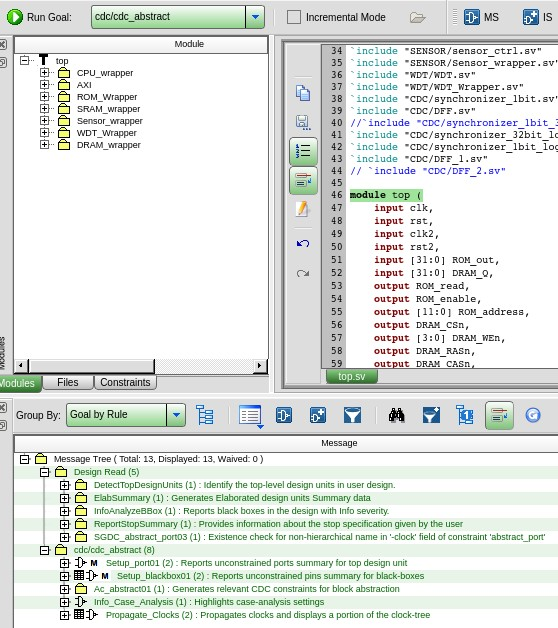 Run Goal: cdc/cdc_abstract Incremental Mode MS IS
Module
top
CPU_wrapper
AXI
ROM_Wrapper
SRAM_wrapper
Sensor_wrapper
WDT_Wrapper
DRAM_wrapper
Modules
Modules Files Constraints
34 `include "SENSOR/sensor_ctrl.sv"
35 `include "SENSOR/Sensor_wrapper.sv"
36 `include "WDT/WDT.sv"
37 `include "WDT/WDT_Wrapper.sv"
38 `include "CDC/synchronizer_1bit.sv"
39 `include "CDC/DFF.sv"
40 //`include "CDC/synchronizer_1bit_3
41 `include "CDC/synchronizer_32bit_lo
42 `include "CDC/synchronizer_1bit_log
43 `include "CDC/DFF_1.sv"
44 // `include "CDC/DFF_2.sv"
45
46 module top (
47 input clk,
48 input rst,
49 input clk2,
50 input rst2,
51 input [31:0] ROM_out,
52 input [31:0] DRAM_Q,
53 output ROM_read,
54 output ROM_enable,
55 output [11:0] ROM_address,
56 output DRAM_CSn,
57 output [3:0] DRAM_WEn,
58 output DRAM_RASn,
59 output DRAM_CASn,
top.sv
Group By: Goal by Rule
Message
Message Tree ( Total: 13, Displayed: 13, Waived: 0 )
Design Read (5)
DetectTopDesignUnits (1) : Identify the top-level design units in user design.
ElabSummary (1) : Generates Elaborated design units Summary data
InfoAnalyzeBBox (1) : Reports black boxes in the design with Info severity.
ReportStopSummary (1) : Provides information about the stop specification given by the user
SGDC_abstract_port03 (1) : Existence check for non-hierarchical name in '-clock' field of constraint 'abstract_port'
cdc/cdc_abstract (8)
M Setup_port01 (2) : Reports unconstrained ports summary for top design unit
M Setup_blackbox01 (2) : Reports unconstrained pins summary for black-boxes
Ac_abstract01 (1) : Generates relevant CDC constraints for block abstraction
Info_Case_Analysis (1) : Highlights case-analysis settings
Propagate_Clocks (2) : Propagates clocks and displays a portion of the clock-tree